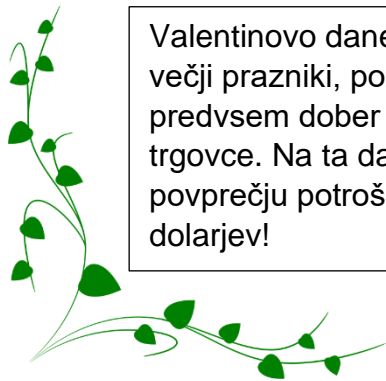 Valentinovo dane
večji prazniki, po
predvsem dober
trgovce. Na ta da
povprečju potroš
dolarjev!